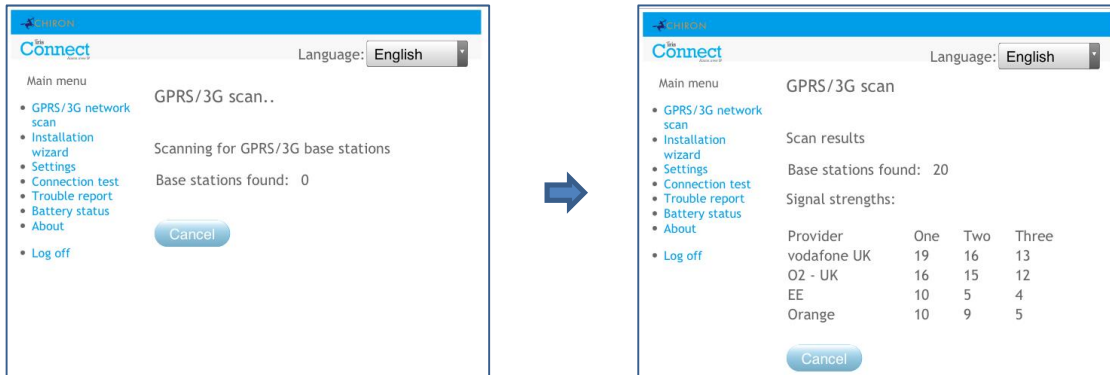 CHIRON
iris
Connect
Language: English
Main menu
GPRS/3G network
scan
Installation
wizard
Settings
Connection test
Trouble report
Battery status
About
Log off
GPRS/3G scan..
Scanning for GPRS/3G base stations
Base stations found: 0
Cancel
CHIRON
iris
Connect
Language: English
Main menu
GPRS/3G network
scan
Installation
wizard
Settings
Connection test
Trouble report
Battery status
About
Log off
GPRS/3G scan
Scan results
Base stations found: 20
Signal strengths:
Provider One Two Three
vodafone UK 19 16 13
O2 - UK 16 15 12
EE 10 5 4
Orange 10 9 5
Cancel